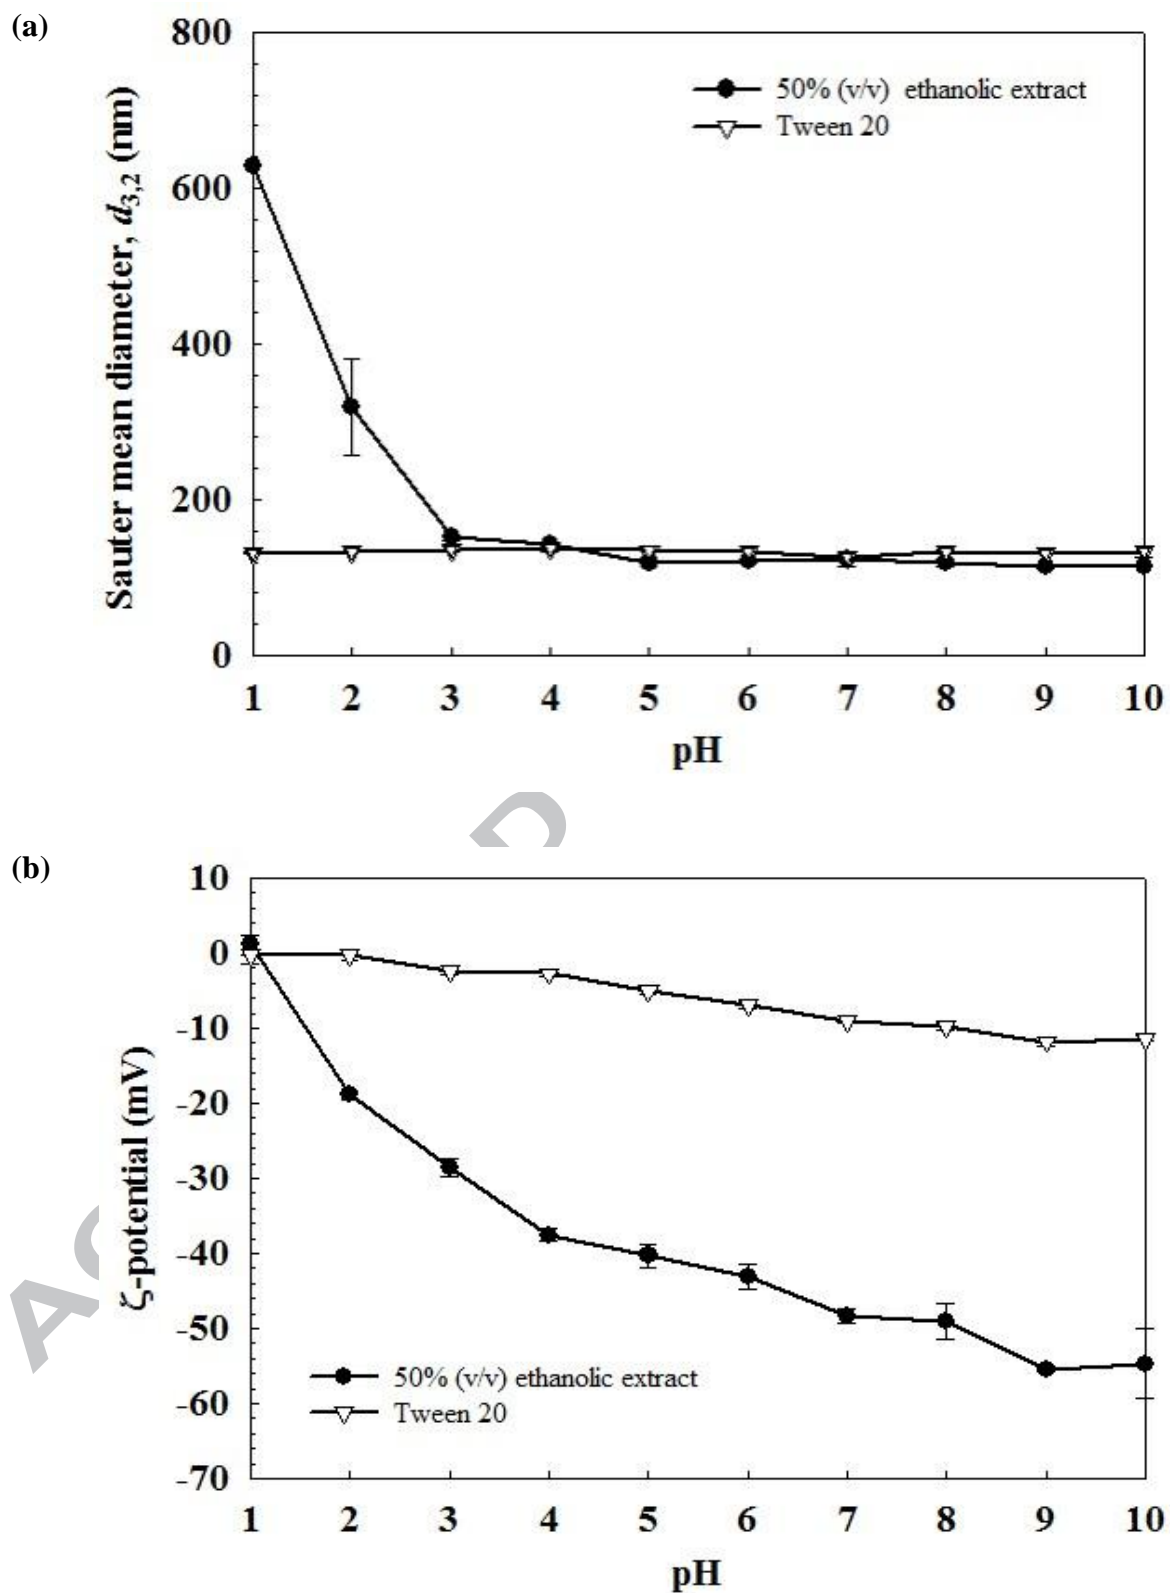 (a)
800
600
400
200
0
Sauter mean diameter, d3,2 (nm)
50% (v/v) ethanolic extract
Tween 20
1 2 3 4 5 6 7 8 9 10
pH
(b)
10
0
-10
-20
-30
-40
-50
-60
-70
ζ-potential (mV)
50% (v/v) ethanolic extract
Tween 20
1 2 3 4 5 6 7 8 9 10
pH